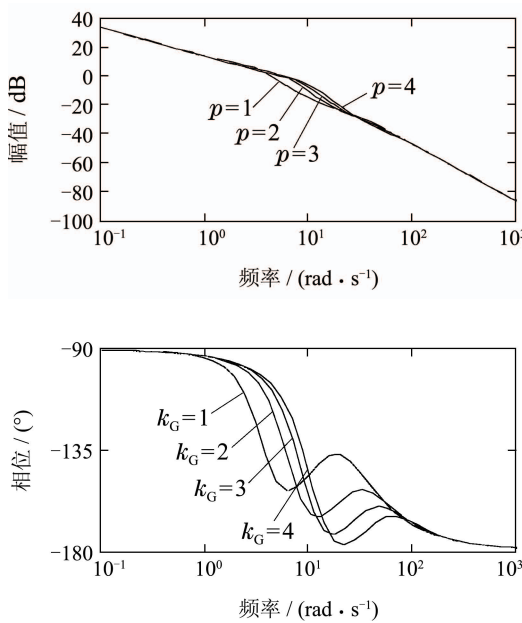 幅值 / dB
40
20
0
−20
−40
−60
−80
−100
p=1
p=2
p=3
p=4
10⁻¹ 10⁰ 10¹ 10² 10³
频率 / (rad · s⁻¹)
相位 / (°)
−90
−135
−180
k_G=1
k_G=2
k_G=3
k_G=4
10⁻¹ 10⁰ 10¹ 10² 10³
频率 / (rad · s⁻¹)